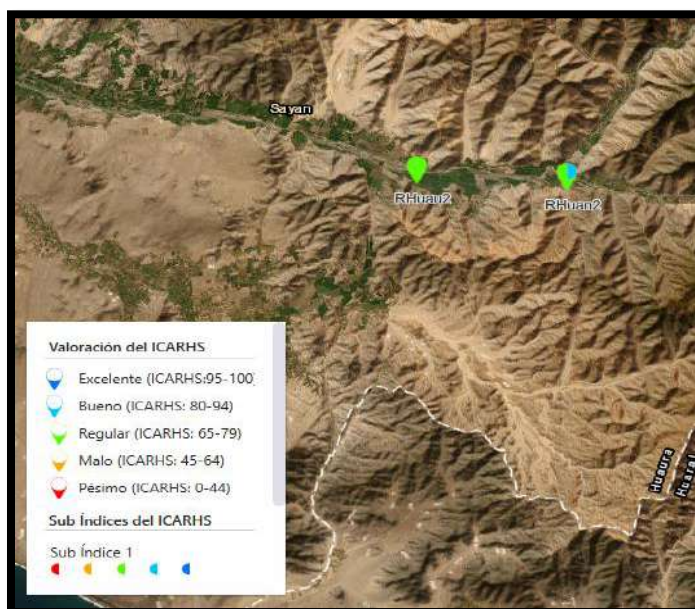 Sayan
RHuau2
RHuan2
Valoración del ICARHS
Excelente (ICARHS:95-100)
Bueno (ICARHS: 80-94)
Regular (ICARHS: 65-79)
Malo (ICARHS: 45-64)
Pésimo (ICARHS: 0-44)
Sub Índices del ICARHS
Sub Índice 1
Huaura
Huaral